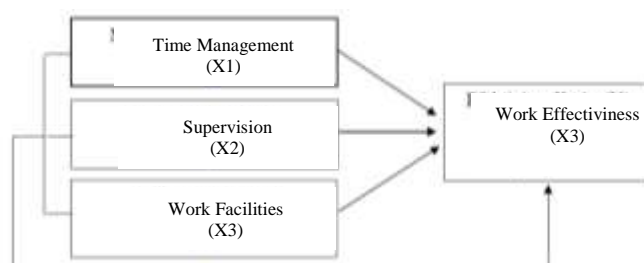 Time Management
(X1)
Supervision
(X2)
Work Facilities
(X3)
Work Effectiviness
(X3)